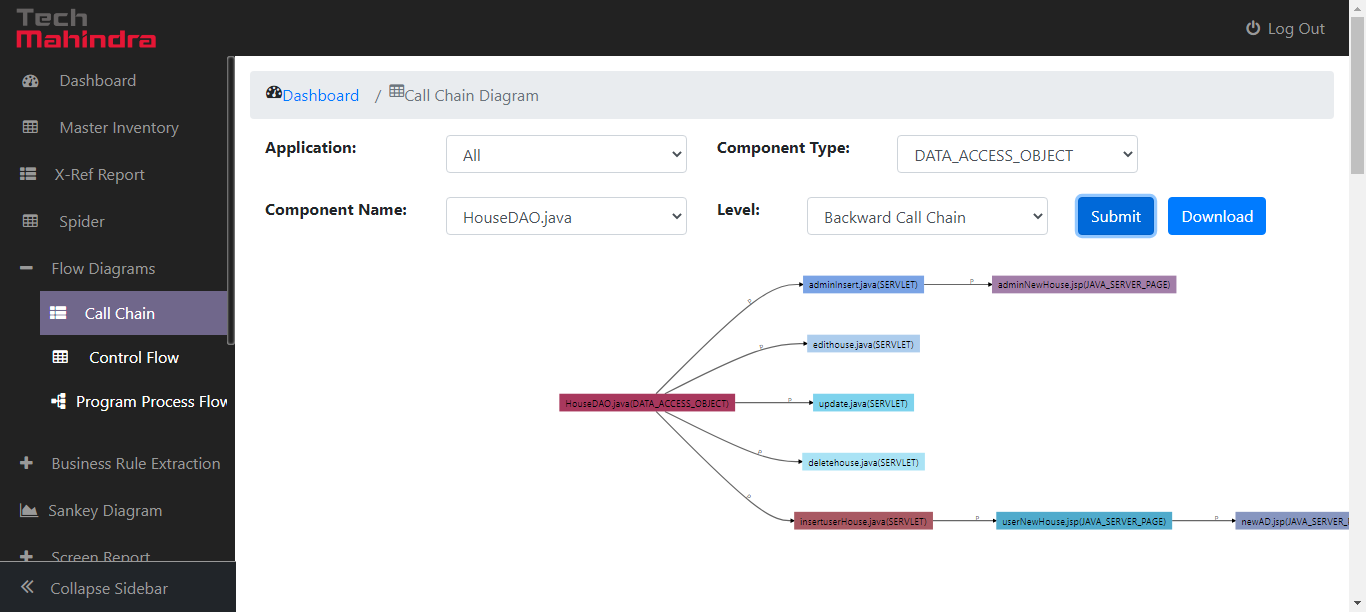 Tech
Mahindra
Log Out
Dashboard
Master Inventory
X-Ref Report
Spider
Flow Diagrams
Call Chain
Control Flow
Program Process Flow
Business Rule Extraction
Sankey Diagram
Screen Report
Collapse Sidebar
Dashboard / Call Chain Diagram
Application: All Component Type: DATA_ACCESS_OBJECT
Component Name: HouseDAO.java Level: Backward Call Chain Submit Download
adminInsert.java(SERVLET) P adminNewHouse.jsp(JAVA_SERVER_PAGE)
P
edithouse.java(SERVLET)
P
HouseDAO.java(DATA_ACCESS_OBJECT) P update.java(SERVLET)
P
deletehouse.java(SERVLET)
P
insertuserHouse.java(SERVLET) P userNewHouse.jsp(JAVA_SERVER_PAGE) P newAD.jsp(JAVA_SERVER_